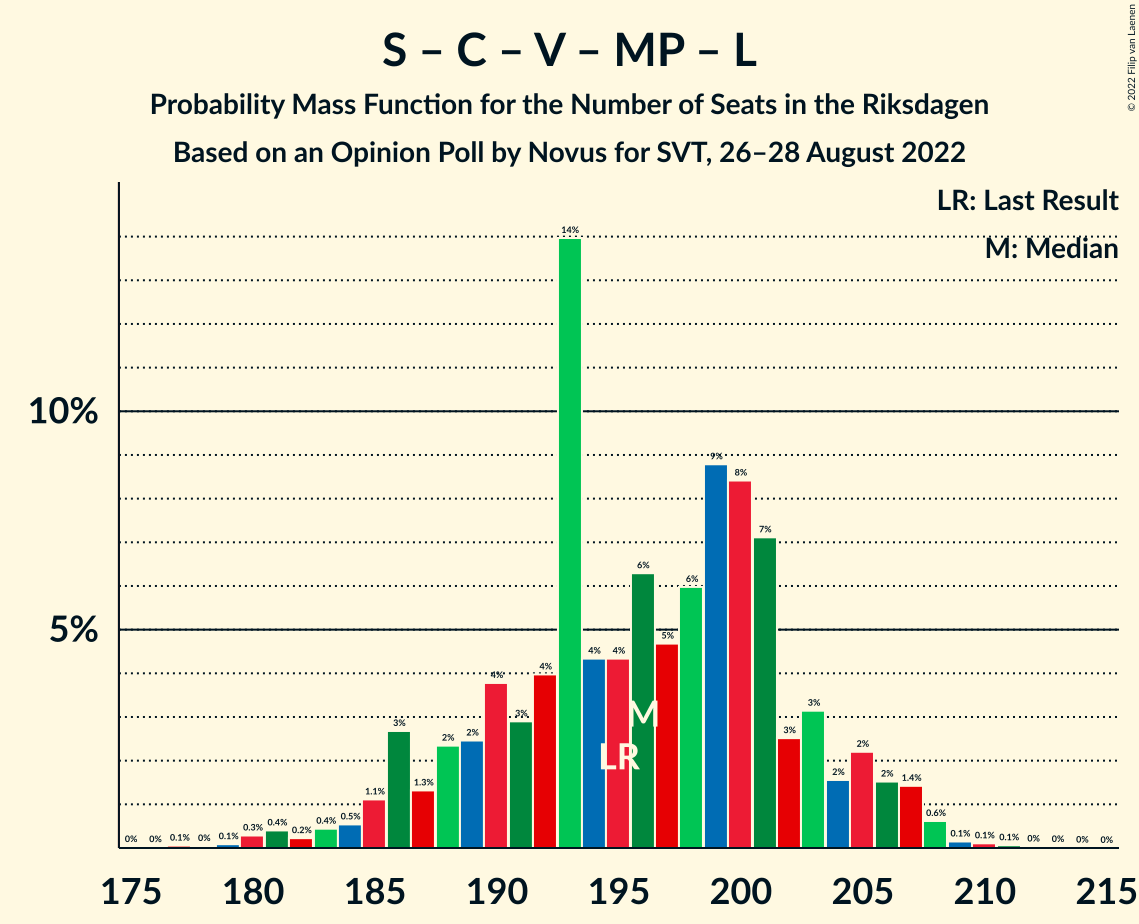 S – C – V – MP – L
Probability Mass Function for the Number of Seats in the Riksdagen
Based on an Opinion Poll by Novus for SVT, 26–28 August 2022
© 2022 Filip van Laenen
LR: Last Result
M: Median
10%
5%
0% 0% 0.1% 0% 0.1% 0.3% 0.4% 0.2% 0.4% 0.5% 1.1% 3% 1.3% 2% 2% 4% 3% 4% 14% 4% 4% 6% 5% 6% 9% 8% 7% 3% 3% 2% 2% 2% 1.4% 0.6% 0.1% 0.1% 0.1% 0% 0% 0% 0%
M
LR
175 180 185 190 195 200 205 210 215